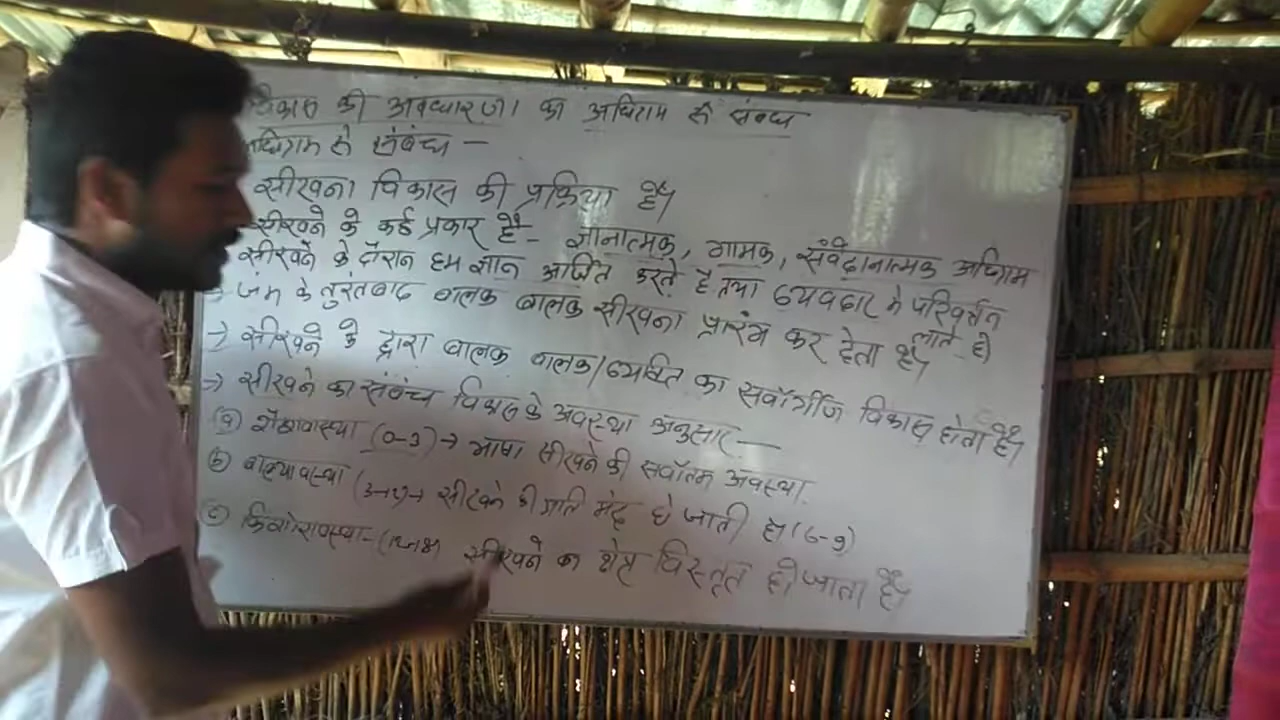 विकास की अवधारणा का अधिगम से संबंध
अधिगम से संबंध —
सीखना विकास की प्रक्रिया है।
सीखने के कई प्रकार है - ज्ञानात्मक, गामक, संवेदानात्मक अधिगम
सीखने के दौरान हम ज्ञान अर्जित करते है तथा व्यवहार मे परिवर्तन लाते है
→ जंम के तुरंतबाद बालक बालक सीखना प्रारंभ कर देता है।
→ सीखने के द्वारा बालक बालक/व्यक्ति का सर्वांगीण विकास होता है।
→ सीखने का संबंध विकास के अवस्था अनुसार —
(a) शैशवावस्था (0-3) → भाषा सीखने की सर्वोतम अवस्था
(b) बाल्यावस्था सीखने की गति मंद हो जाती है (6-9)
(c) किशोरावस्था - सीखने का क्षेत्र विस्तृत हो जाता है।